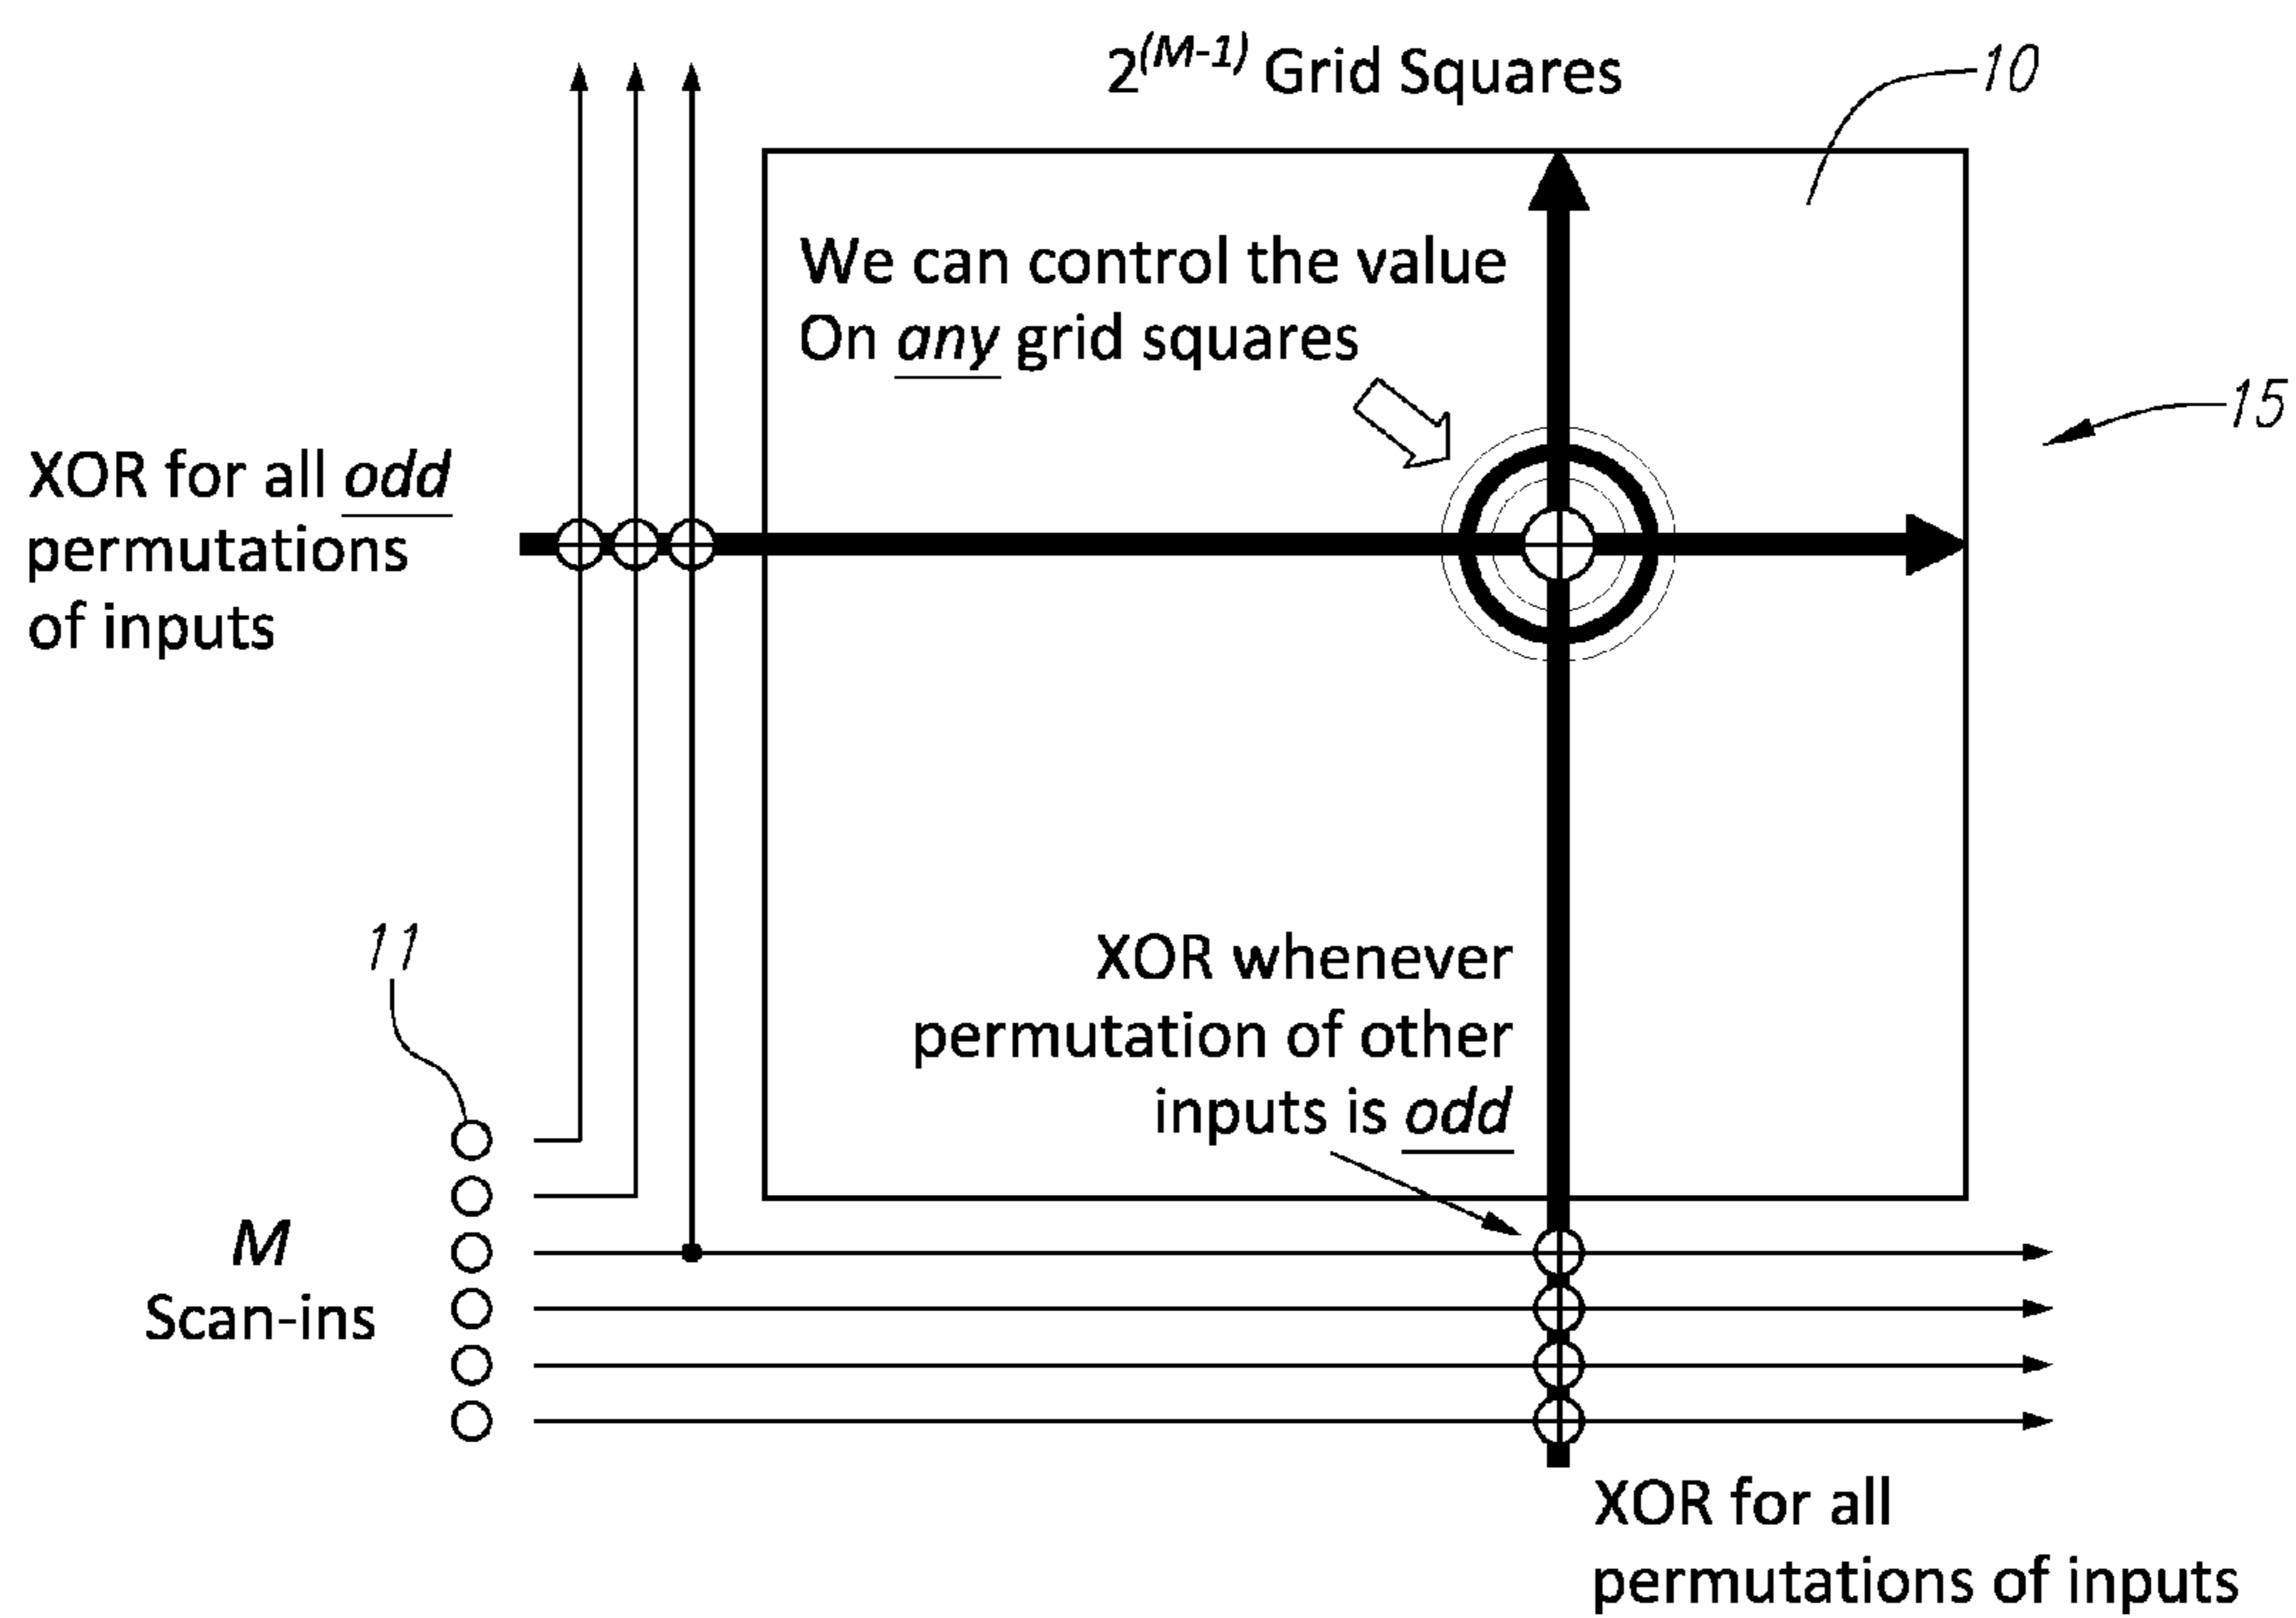 2^(M-1) Grid Squares
10
We can control the value
On any grid squares
15
XOR for all odd
permutations
of inputs
11
XOR whenever
permutation of other
inputs is odd
M
Scan-ins
XOR for all
permutations of inputs